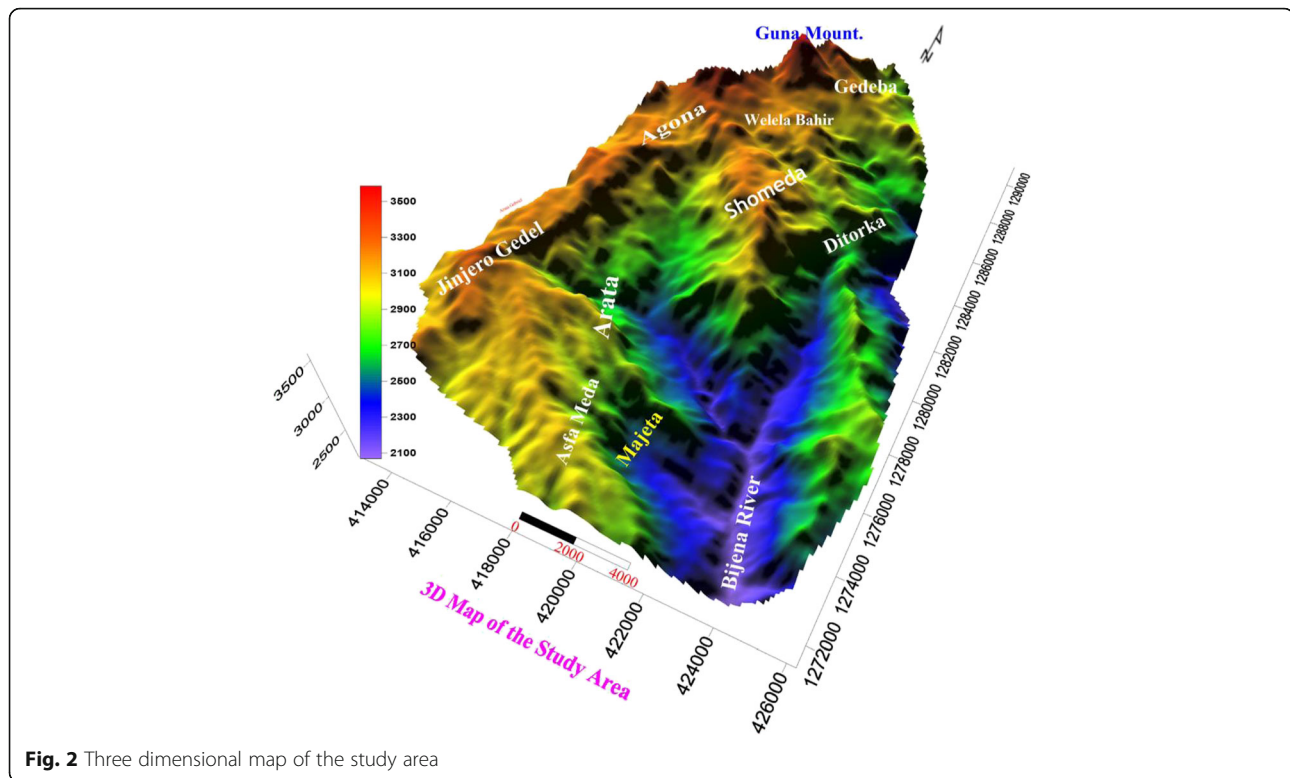 Guna Mount.
N
Gedeba
Agona
Welela Bahir
Shomeda
Ditorka
Jinjero Gedel
Arata
Asfa Meda
Majeta
Bijena River
3600
3300
3100
2900
2700
2600
2300
2100
3500
3000
2500
414000
416000
418000
420000
422000
424000
426000
1290000
1288000
1286000
1284000
1282000
1280000
1278000
1276000
1274000
1272000
0
2000
4000
3D Map of the Study Area
Fig. 2 Three dimensional map of the study area